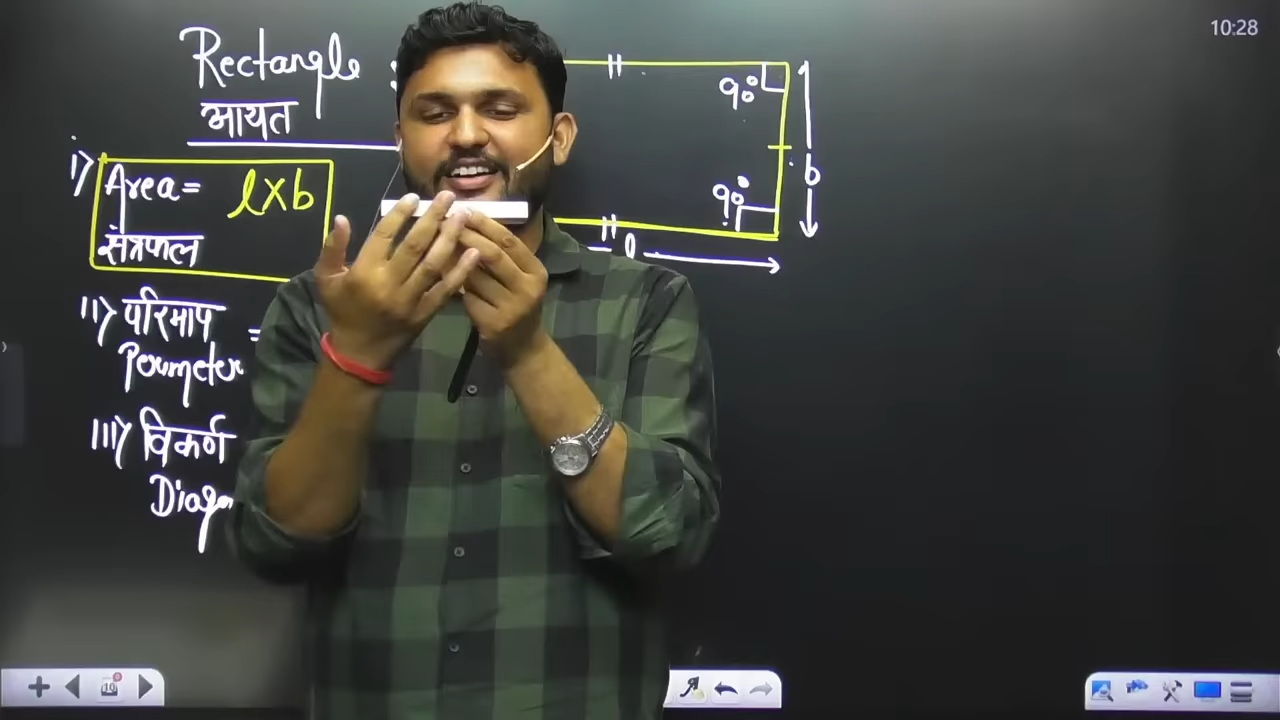 10:28
Rectangle
आयत
90°
b
90°
l
i) Area = l×b
क्षेत्रफल
ii) परिमाप =
Perimeter
iii) विकर्ण